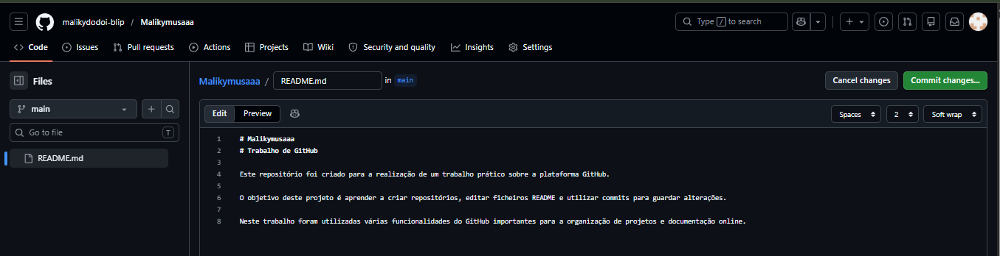 malikydodoi-blip / Malikymusaaa
Type / to search
Code Issues Pull requests Actions Projects Wiki Security and quality Insights Settings
Files
Malikymusaaa / README.md in main
Cancel changes Commit changes...
main
Edit Preview
Spaces 2 Soft wrap
Go to file T
README.md
1 # Malikymusaaa
2 # Trabalho de GitHub
3
4 Este repositório foi criado para a realização de um trabalho prático sobre a plataforma GitHub.
5
6 O objetivo deste projeto é aprender a criar repositórios, editar ficheiros README e utilizar commits para guardar alterações.
7
8 Neste trabalho foram utilizadas várias funcionalidades do GitHub importantes para a organização de projetos e documentação online.